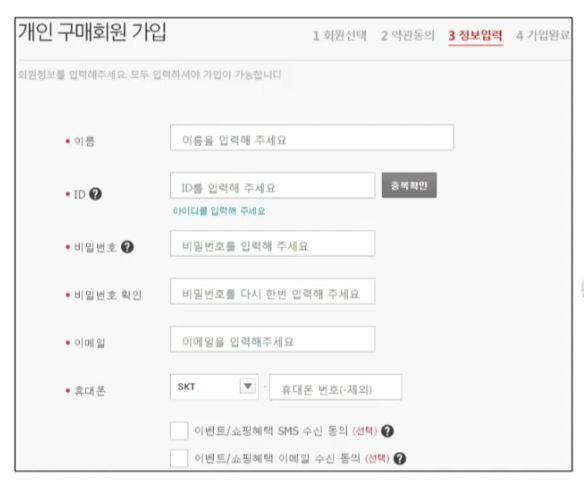 개인 구매회원 가입
1 회원선택 2 약관동의 3 정보입력 4 가입완료
회원정보를 입력해주세요. 모두 입력하셔야 가입이 가능합니다
• 이름 이름을 입력해 주세요
• ID ? ID를 입력해 주세요 중복확인
아이디를 입력해 주세요
• 비밀번호 ? 비밀번호를 입력해 주세요
• 비밀번호 확인 비밀번호를 다시 한번 입력해 주세요
• 이메일 이메일을 입력해주세요
• 휴대폰 SKT - 휴대폰 번호(-제외)
이벤트/쇼핑혜택 SMS 수신 동의 (선택) ?
이벤트/쇼핑혜택 이메일 수신 동의 (선택) ?